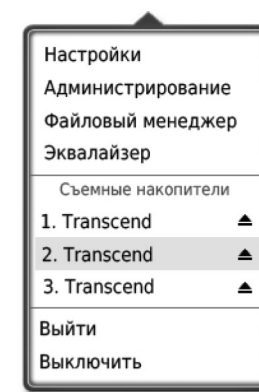 Настройки
Администрирование
Файловый менеджер
Эквалайзер
Съемные накопители
1. Transcend
2. Transcend
3. Transcend
Выйти
Выключить